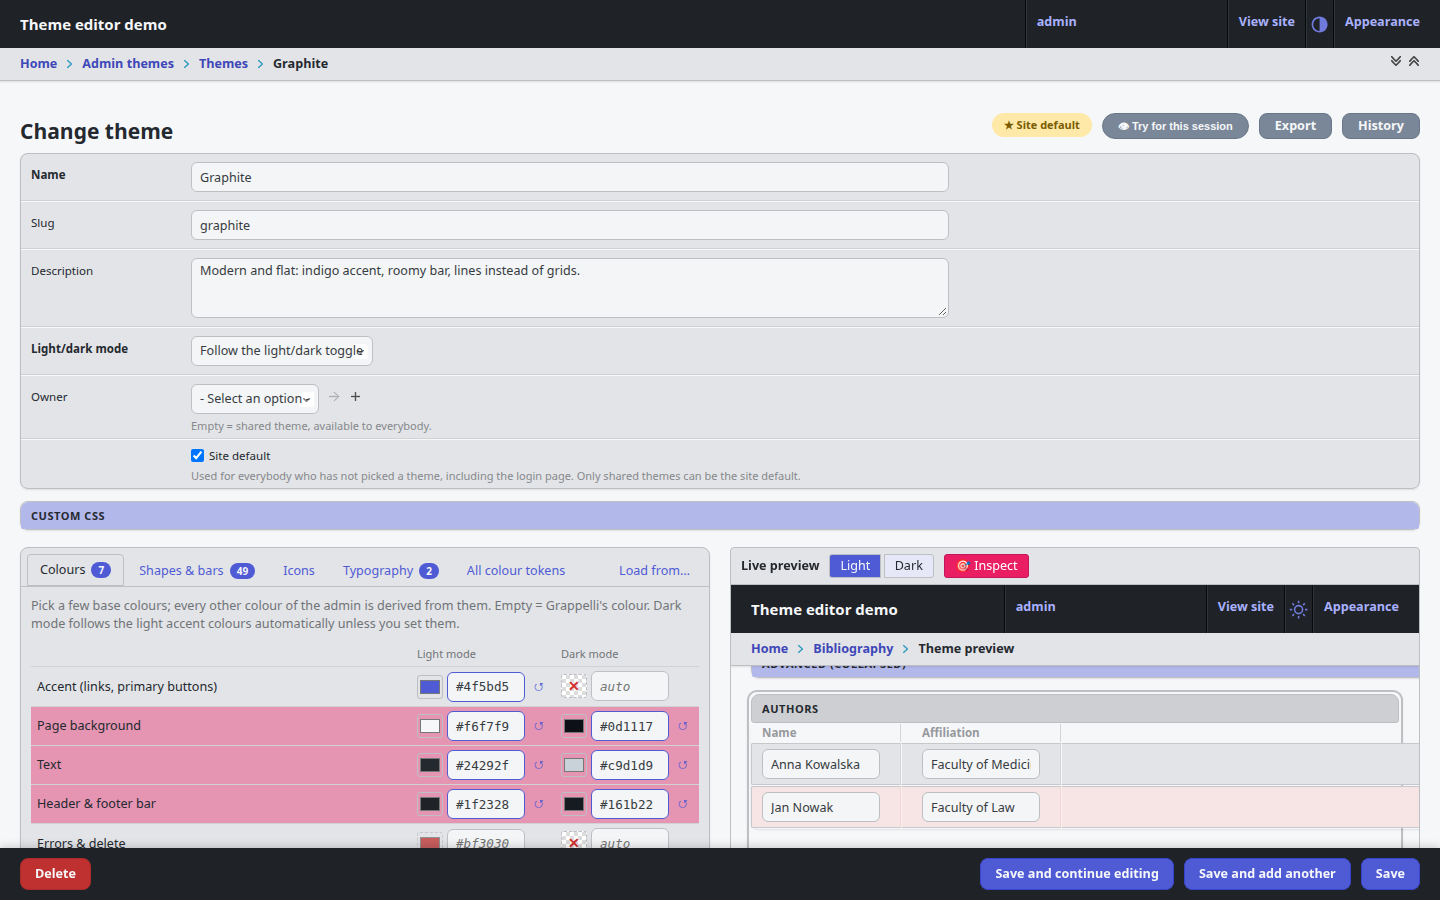 Theme editor demo
admin
View site
Appearance
Home > Admin themes > Themes > Graphite
Change theme
★ Site default
Try for this session
Export
History
Name
Graphite
Slug
graphite
Description
Modern and flat: indigo accent, roomy bar, lines instead of grids.
Light/dark mode
Follow the light/dark toggle
Owner
- Select an option
Empty = shared theme, available to everybody.
Site default
Used for everybody who has not picked a theme, including the login page. Only shared themes can be the site default.
CUSTOM CSS
Colours 7
Shapes & bars 49
Icons
Typography 2
All colour tokens
Load from...
Pick a few base colours; every other colour of the admin is derived from them. Empty = Grappelli's colour. Dark
mode follows the light accent colours automatically unless you set them.
Light mode
Dark mode
Accent (links, primary buttons)
#4f5bd5
auto
Page background
#f6f7f9
#0d1117
Text
#24292f
#c9d1d9
Header & footer bar
#1f2328
#161b22
Errors & delete
#bf3030
auto
Live preview
Light
Dark
Inspect
Theme editor demo
admin
View site
Appearance
Home > Bibliography > Theme preview
ADVANCED (COLLAPSED)
AUTHORS
Name
Affiliation
Anna Kowalska
Faculty of Medici
Jan Nowak
Faculty of Law
Delete
Save and continue editing
Save and add another
Save